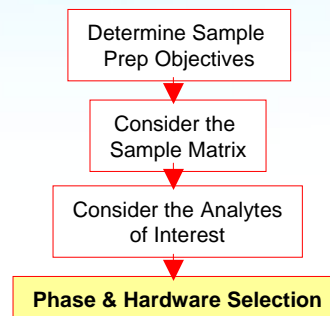 Determine Sample
Prep Objectives
Consider the
Sample Matrix
Consider the Analytes
of Interest
Phase & Hardware Selection